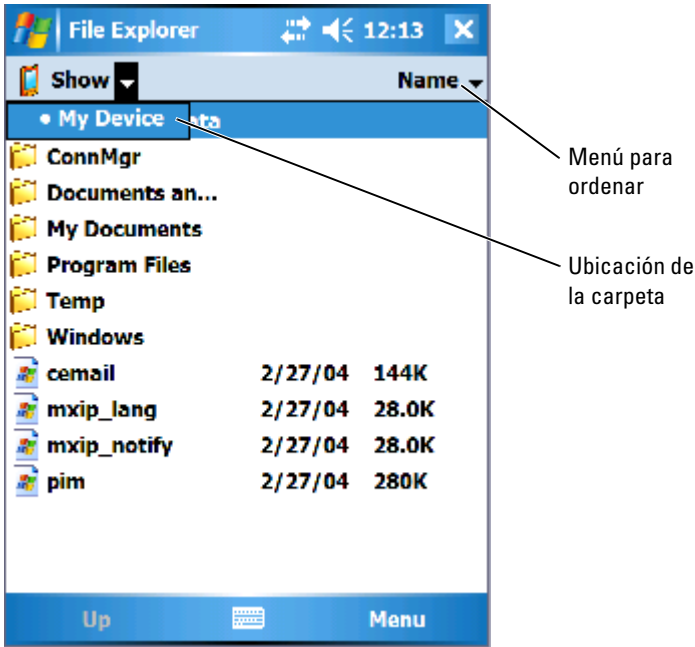 File Explorer 12:13
Show Name
My Device
ConnMgr
Documents an...
My Documents
Program Files
Temp
Windows
cemail 2/27/04 144K
mxip_lang 2/27/04 28.0K
mxip_notify 2/27/04 28.0K
pim 2/27/04 280K
Up Menu
Menú para
ordenar
Ubicación de
la carpeta